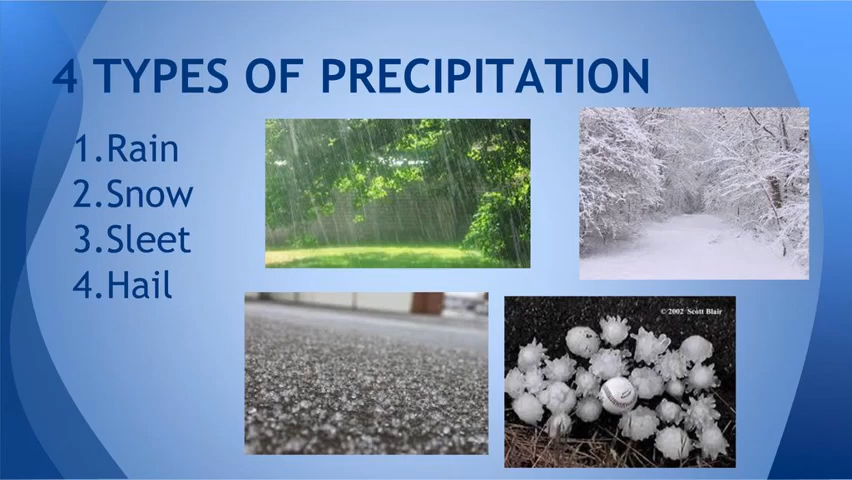 4 TYPES OF PRECIPITATION
1.Rain
2.Snow
3.Sleet
4.Hail
© 2002 Scott Blair